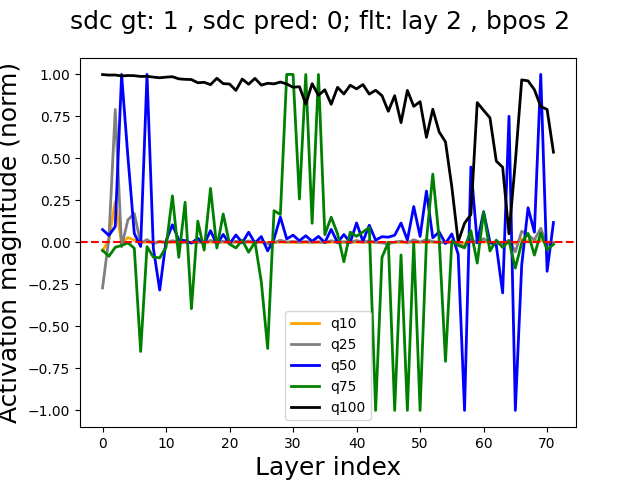 sdc gt: 1 , sdc pred: 0; flt: lay 2 , bpos 2
Activation magnitude (norm)
1.00
0.75
0.50
0.25
0.00
−0.25
−0.50
−0.75
−1.00
q10
q25
q50
q75
q100
0 10 20 30 40 50 60 70
Layer index